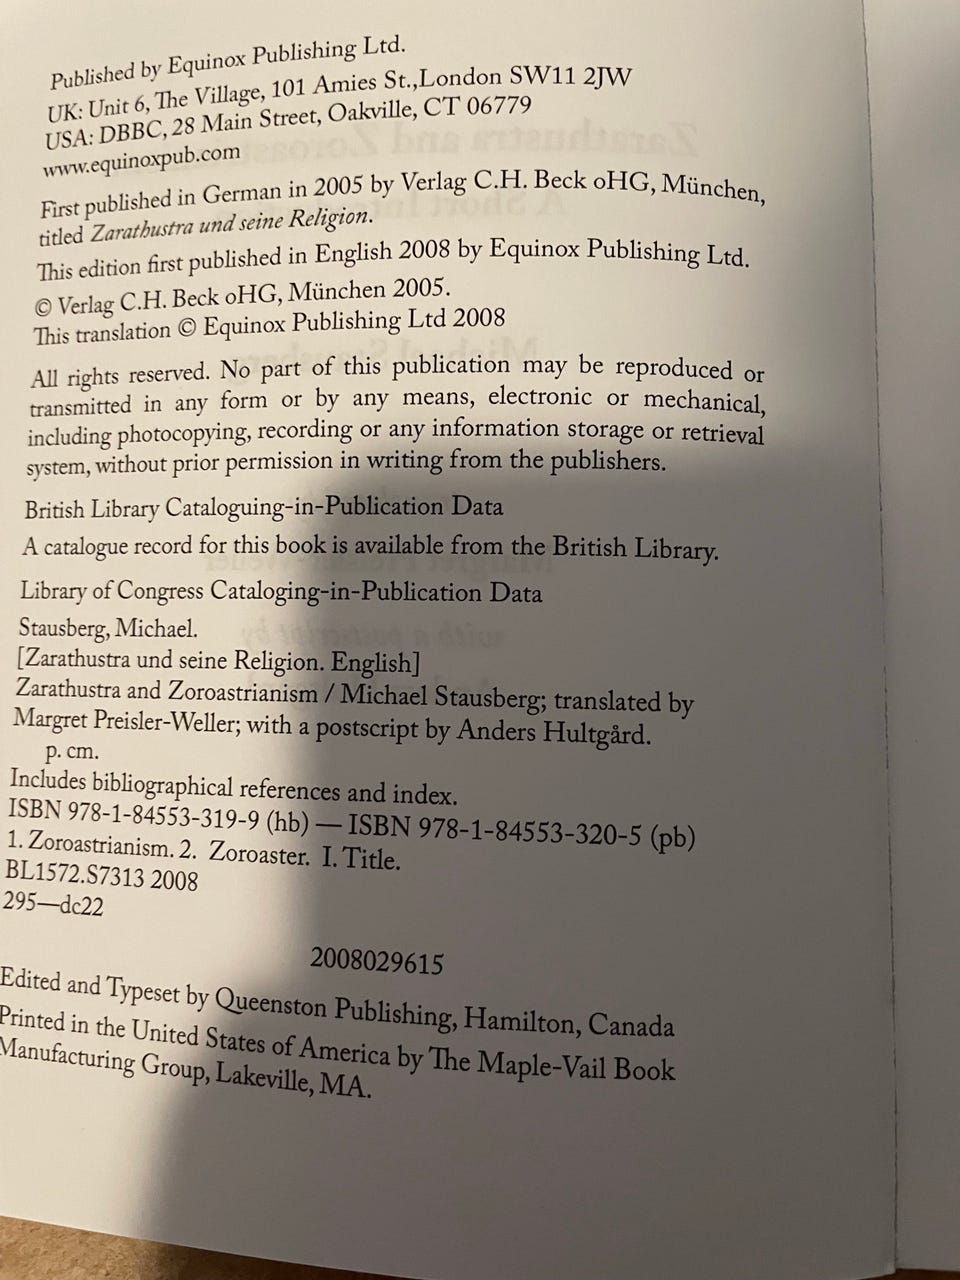 Published by Equinox Publishing Ltd.
UK: Unit 6, The Village, 101 Amies St.,London SW11 2JW
USA: DBBC, 28 Main Street, Oakville, CT 06779
www.equinoxpub.com
First published in German in 2005 by Verlag C.H. Beck oHG, München,
titled Zarathustra und seine Religion.
This edition first published in English 2008 by Equinox Publishing Ltd.
© Verlag C.H. Beck oHG, München 2005.
This translation © Equinox Publishing Ltd 2008
All rights reserved. No part of this publication may be reproduced or
transmitted in any form or by any means, electronic or mechanical,
including photocopying, recording or any information storage or retrieval
system, without prior permission in writing from the publishers.
British Library Cataloguing-in-Publication Data
A catalogue record for this book is available from the British Library.
Library of Congress Cataloging-in-Publication Data
Stausberg, Michael.
[Zarathustra und seine Religion. English]
Zarathustra and Zoroastrianism / Michael Stausberg; translated by
Margret Preisler-Weller; with a postscript by Anders Hultgård.
p. cm.
Includes bibliographical references and index.
ISBN 978-1-84553-319-9 (hb) — ISBN 978-1-84553-320-5 (pb)
1. Zoroastrianism. 2. Zoroaster. I. Title.
BL1572.S7313 2008
295—dc22
2008029615
Edited and Typeset by Queenston Publishing, Hamilton, Canada
Printed in the United States of America by The Maple-Vail Book
Manufacturing Group, Lakeville, MA.